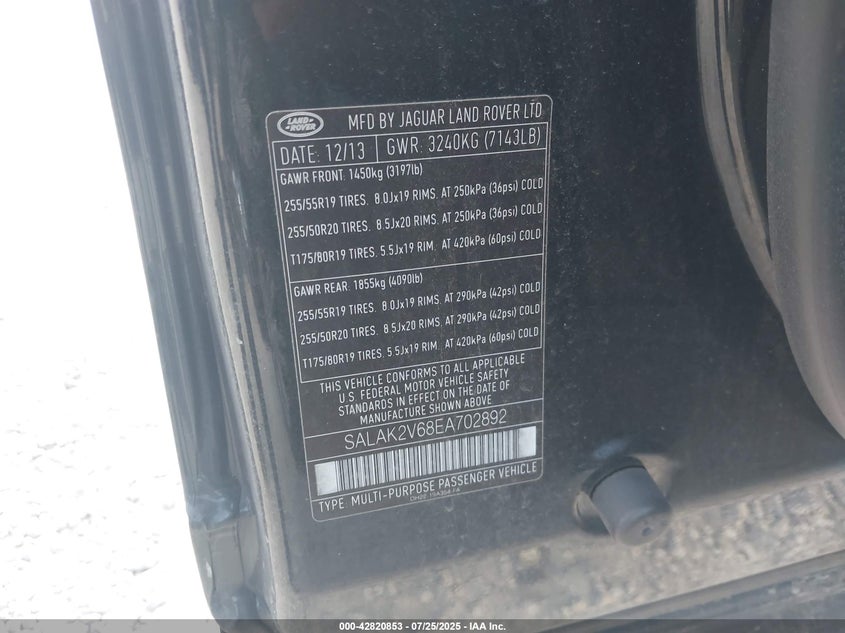 LAND ROVER
MFD BY JAGUAR LAND ROVER LTD
DATE: 12/13 GWR: 3240KG (7143LB)
GAWR FRONT: 1450kg (3197lb)
255/55R19 TIRES. 8.0Jx19 RIMS. AT 250kPa (36psi) COLD
255/50R20 TIRES. 8.5Jx20 RIMS. AT 250kPa (36psi) COLD
T175/80R19 TIRES. 5.5Jx19 RIM. AT 420kPa (60psi) COLD
GAWR REAR: 1855kg (4090lb)
255/55R19 TIRES. 8.0Jx19 RIMS. AT 290kPa (42psi) COLD
255/50R20 TIRES. 8.5Jx20 RIMS. AT 290kPa (42psi) COLD
T175/80R19 TIRES. 5.5Jx19 RIM. AT 420kPa (60psi) COLD
THIS VEHICLE CONFORMS TO ALL APPLICABLE
U.S. FEDERAL MOTOR VEHICLE SAFETY
STANDARDS IN EFFECT ON THE DATE OF
MANUFACTURE SHOWN ABOVE
SALAK2V68EA702892
TYPE: MULTI-PURPOSE PASSENGER VEHICLE
000-42820853 - 07/25/2025 - IAA Inc.